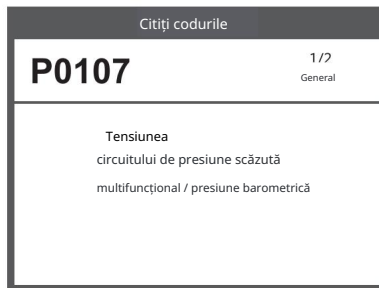 Citiți codurile
P0107
1/2
General
Tensiunea
circuitului de presiune scăzută
multifuncțional / presiune barometrică